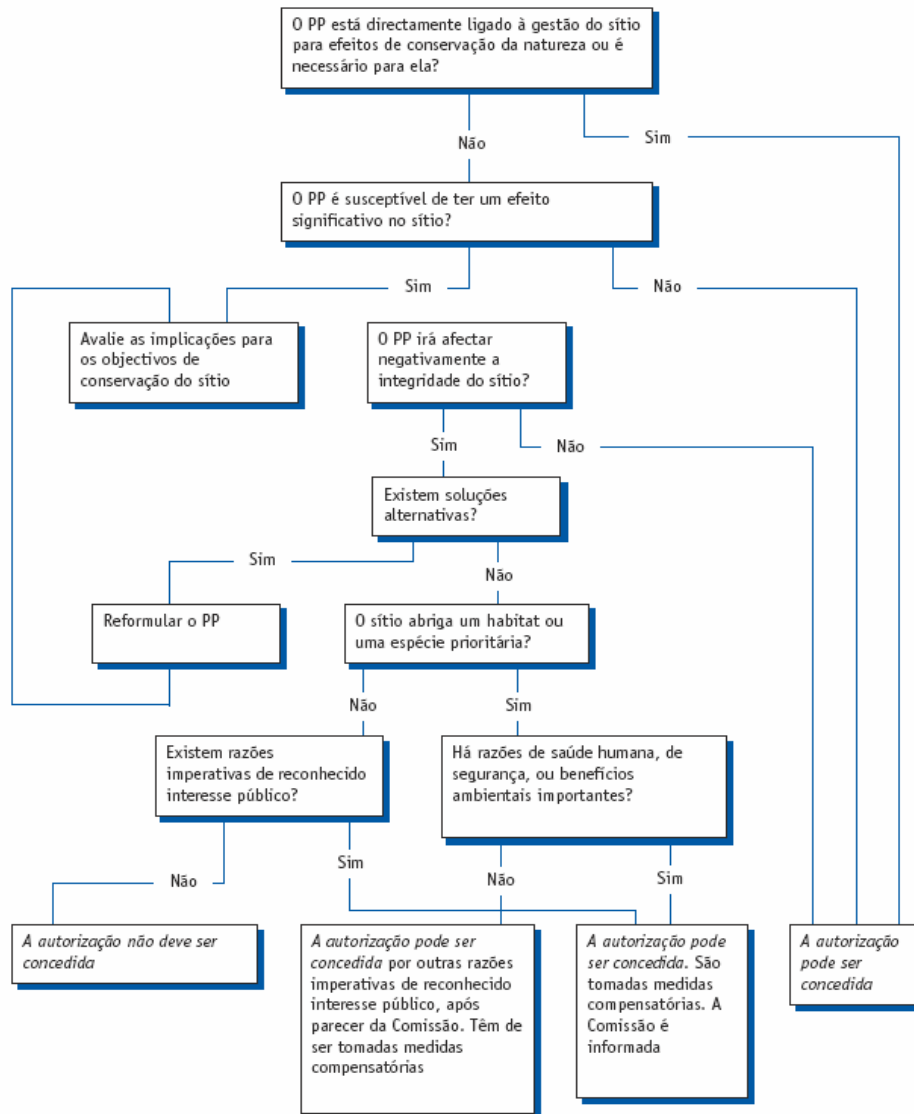 O PP está directamente ligado à gestão do sítio
para efeitos de conservação da natureza ou é
necessário para ela?
Não
Sim
O PP é susceptível de ter um efeito
significativo no sítio?
Sim
Não
Avalie as implicações para
os objectivos de
conservação do sítio
O PP irá afectar
negativamente a
integridade do sítio?
Sim
Não
Existem soluções
alternativas?
Sim
Não
Reformular o PP
O sítio abriga um habitat ou
uma espécie prioritária?
Não
Sim
Existem razões
imperativas de reconhecido
interesse público?
Há razões de saúde humana, de
segurança, ou benefícios
ambientais importantes?
Não
Sim
Não
Sim
A autorização não deve ser
concedida
A autorização pode ser
concedida por outras razões
imperativas de reconhecido
interesse público, após
parecer da Comissão. Têm de
ser tomadas medidas
compensatórias
A autorização pode
ser concedida. São
tomadas medidas
compensatórias. A
Comissão é
informada
A autorização
pode ser
concedida